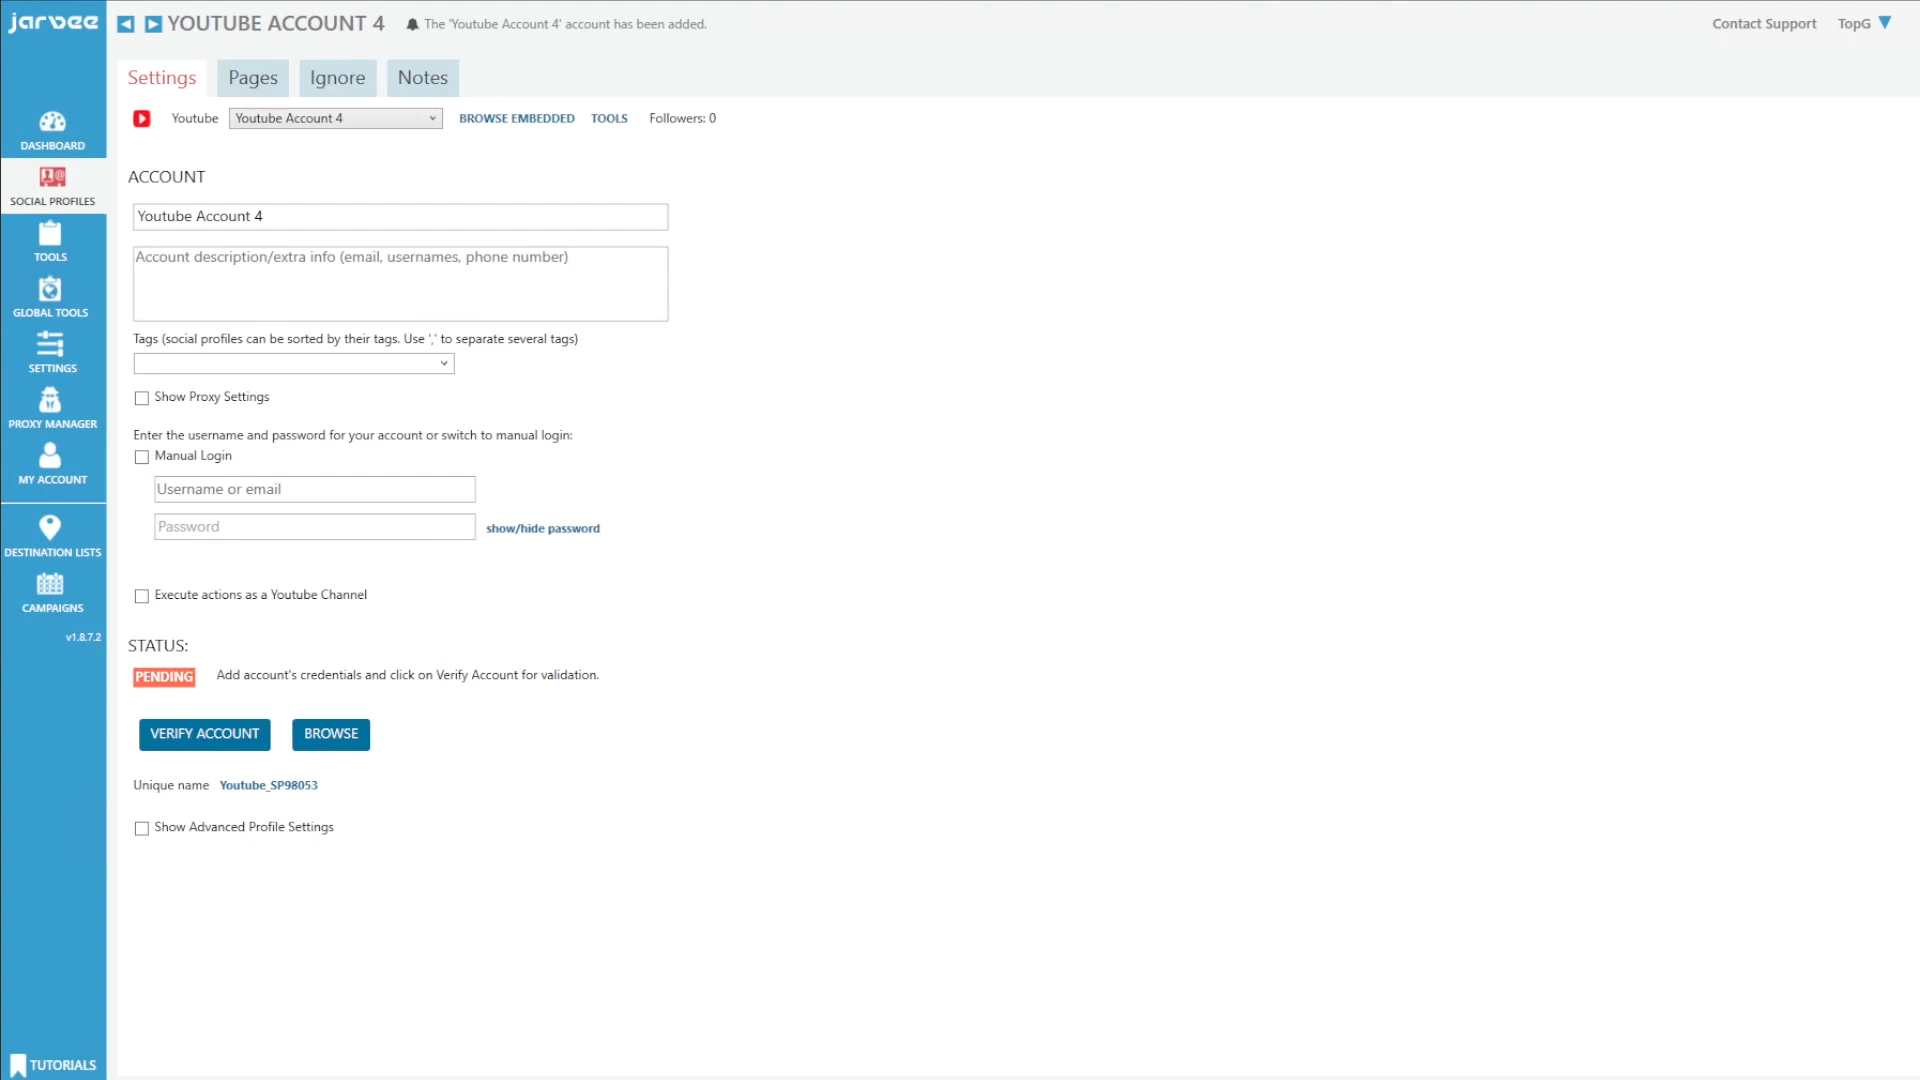 jarvee
YOUTUBE ACCOUNT 4
The 'Youtube Account 4' account has been added.
Contact Support
TopG
Settings
Pages
Ignore
Notes
Youtube
Youtube Account 4
BROWSE EMBEDDED
TOOLS
Followers: 0
DASHBOARD
SOCIAL PROFILES
TOOLS
GLOBAL TOOLS
SETTINGS
PROXY MANAGER
MY ACCOUNT
DESTINATION LISTS
CAMPAIGNS
v1.8.7.2
TUTORIALS
ACCOUNT
Youtube Account 4
Account description/extra info (email, usernames, phone number)
Tags (social profiles can be sorted by their tags. Use ',' to separate several tags)
Show Proxy Settings
Enter the username and password for your account or switch to manual login:
Manual Login
Username or email
Password
show/hide password
Execute actions as a Youtube Channel
STATUS:
PENDING
Add account's credentials and click on Verify Account for validation.
VERIFY ACCOUNT
BROWSE
Unique name
Youtube_SP98053
Show Advanced Profile Settings